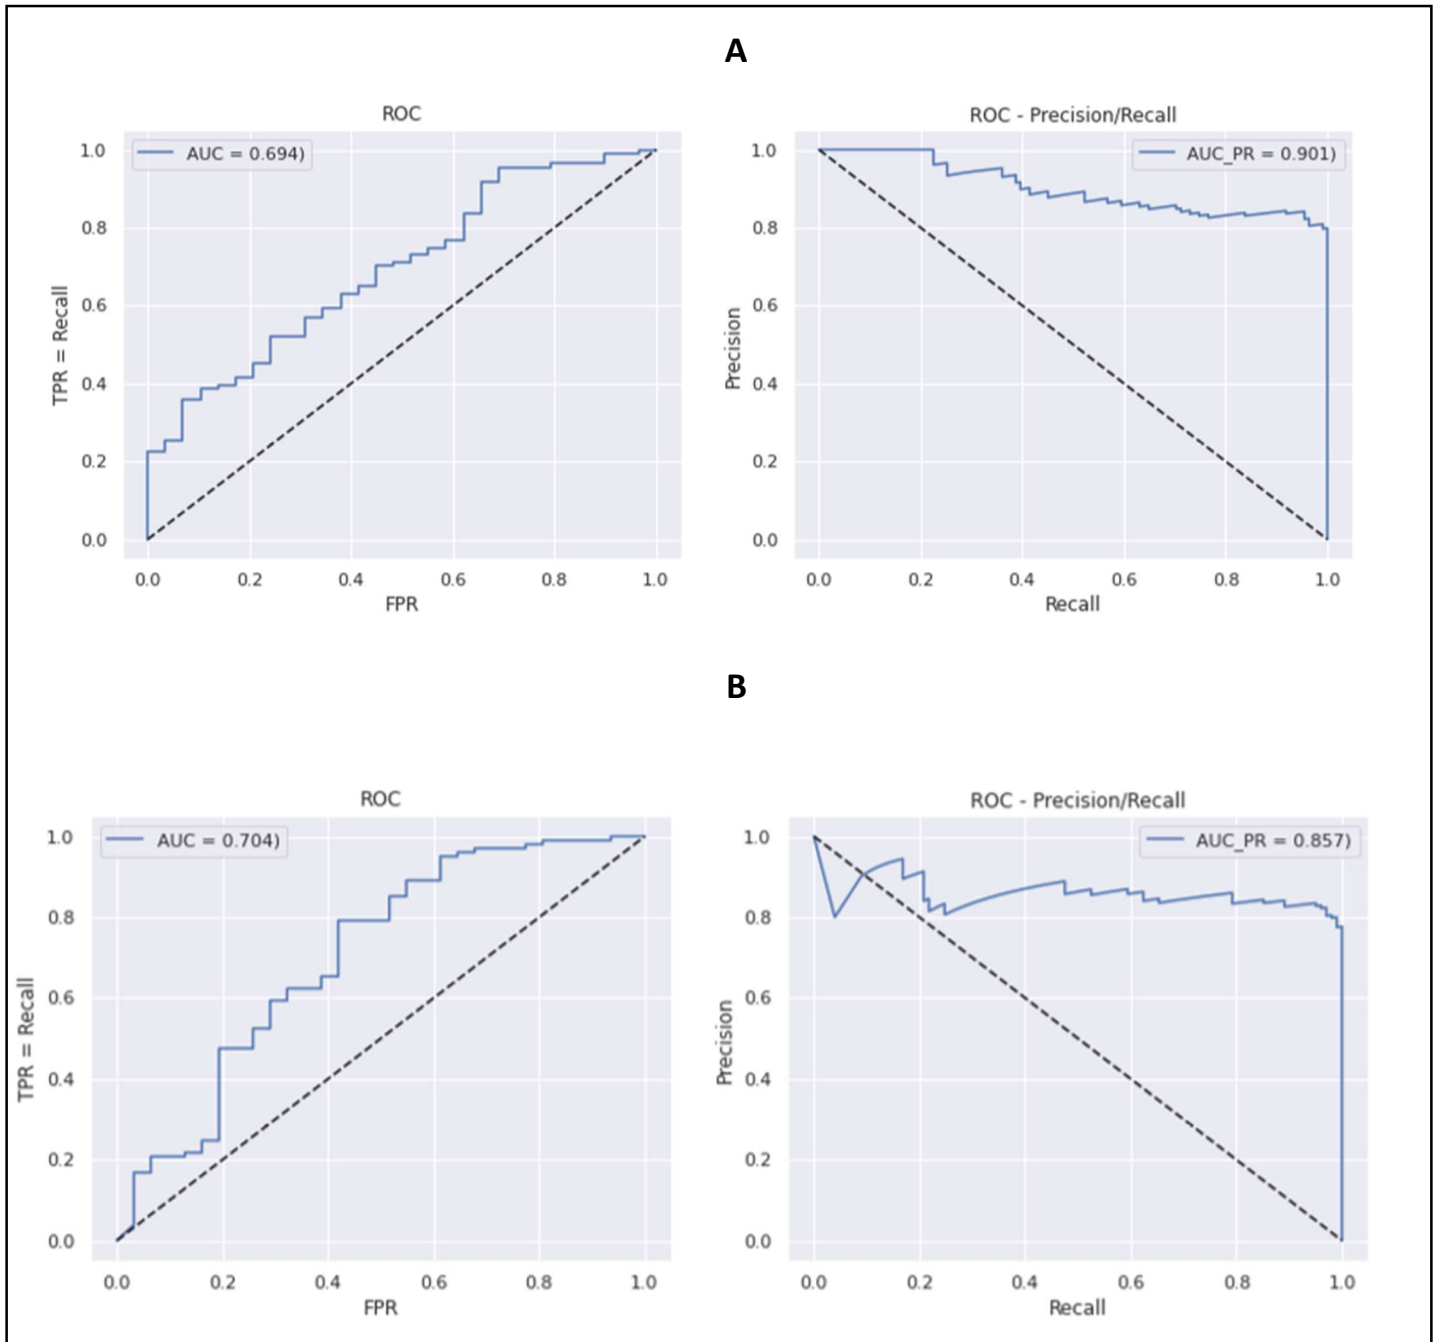 A
ROC
AUC = 0.694)
1.0
0.8
0.6
0.4
0.2
0.0
TPR = Recall
0.0 0.2 0.4 0.6 0.8 1.0
FPR
ROC - Precision/Recall
AUC_PR = 0.901)
1.0
0.8
0.6
0.4
0.2
0.0
Precision
0.0 0.2 0.4 0.6 0.8 1.0
Recall
B
ROC
AUC = 0.704)
1.0
0.8
0.6
0.4
0.2
0.0
TPR = Recall
0.0 0.2 0.4 0.6 0.8 1.0
FPR
ROC - Precision/Recall
AUC_PR = 0.857)
1.0
0.8
0.6
0.4
0.2
0.0
Precision
0.0 0.2 0.4 0.6 0.8 1.0
Recall